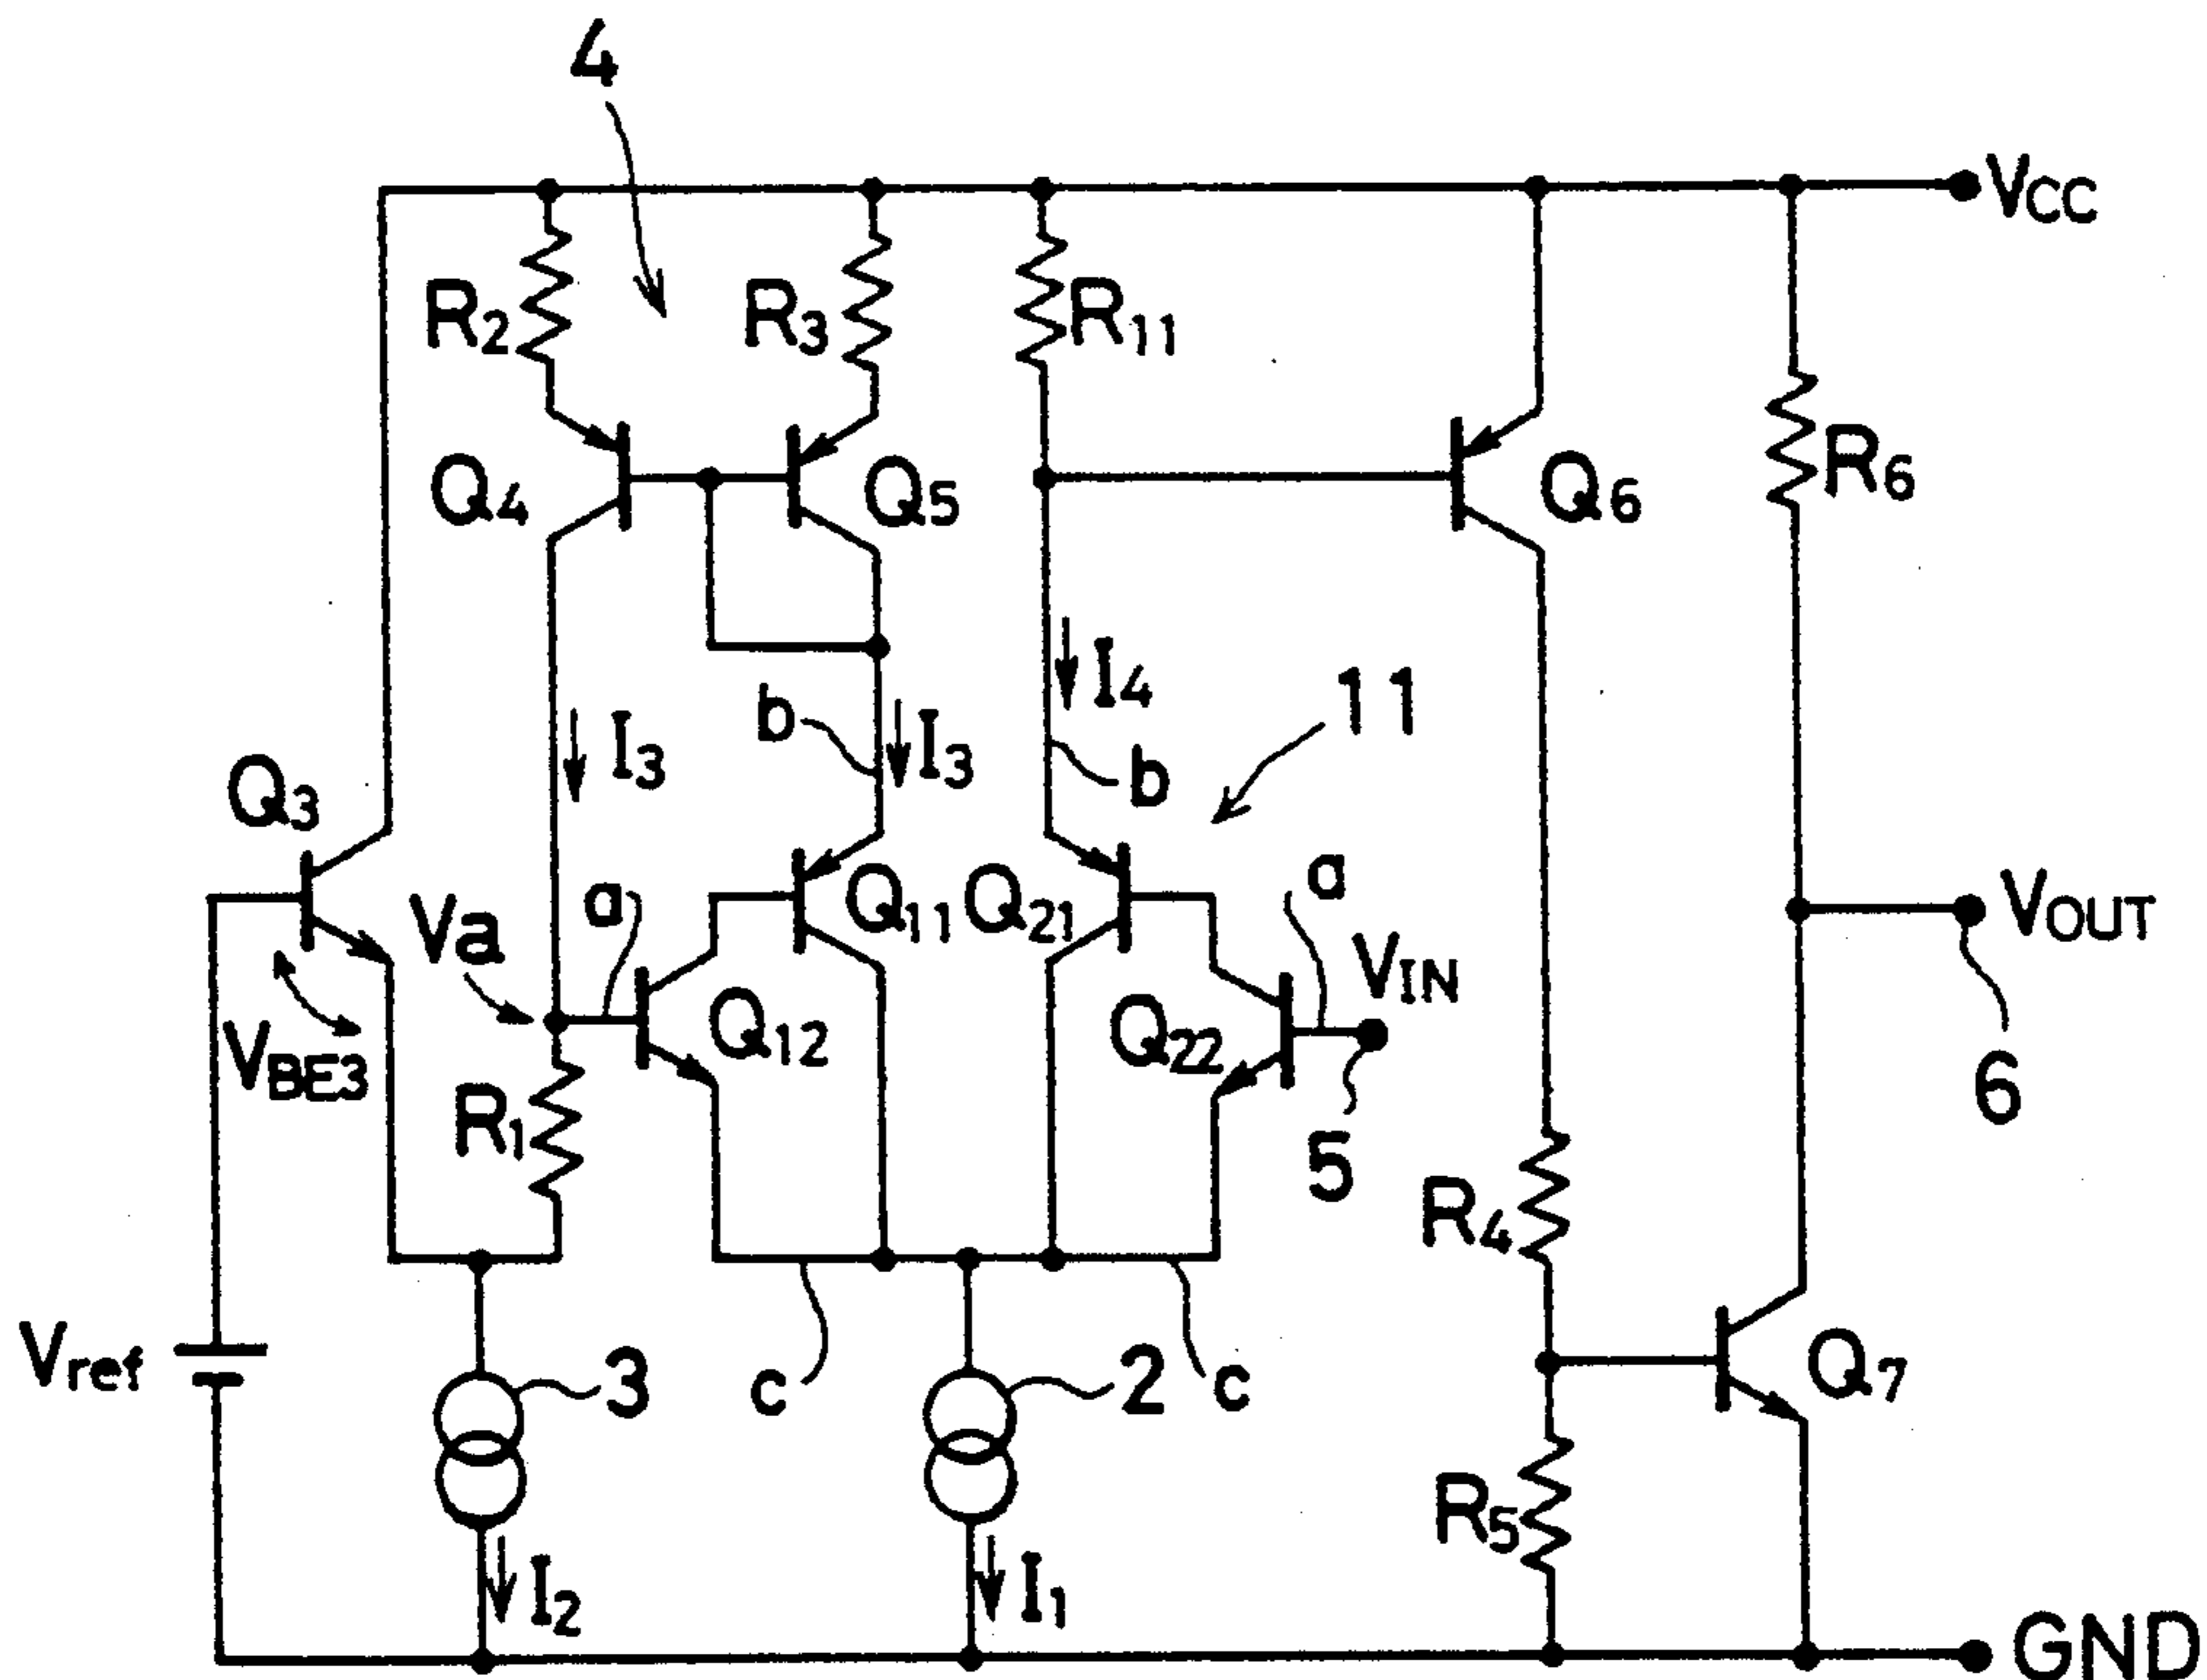 4
VCC
R2
R3
R11
Q4
Q5
Q6
R6
I4
11
b
I3
I3
b
Q3
a
Q11
Q21
a
VOUT
Va
VIN
Q12
Q22
VBE3
R1
5
6
R4
Vref
3
c
2
c
Q7
R5
I2
I1
GND